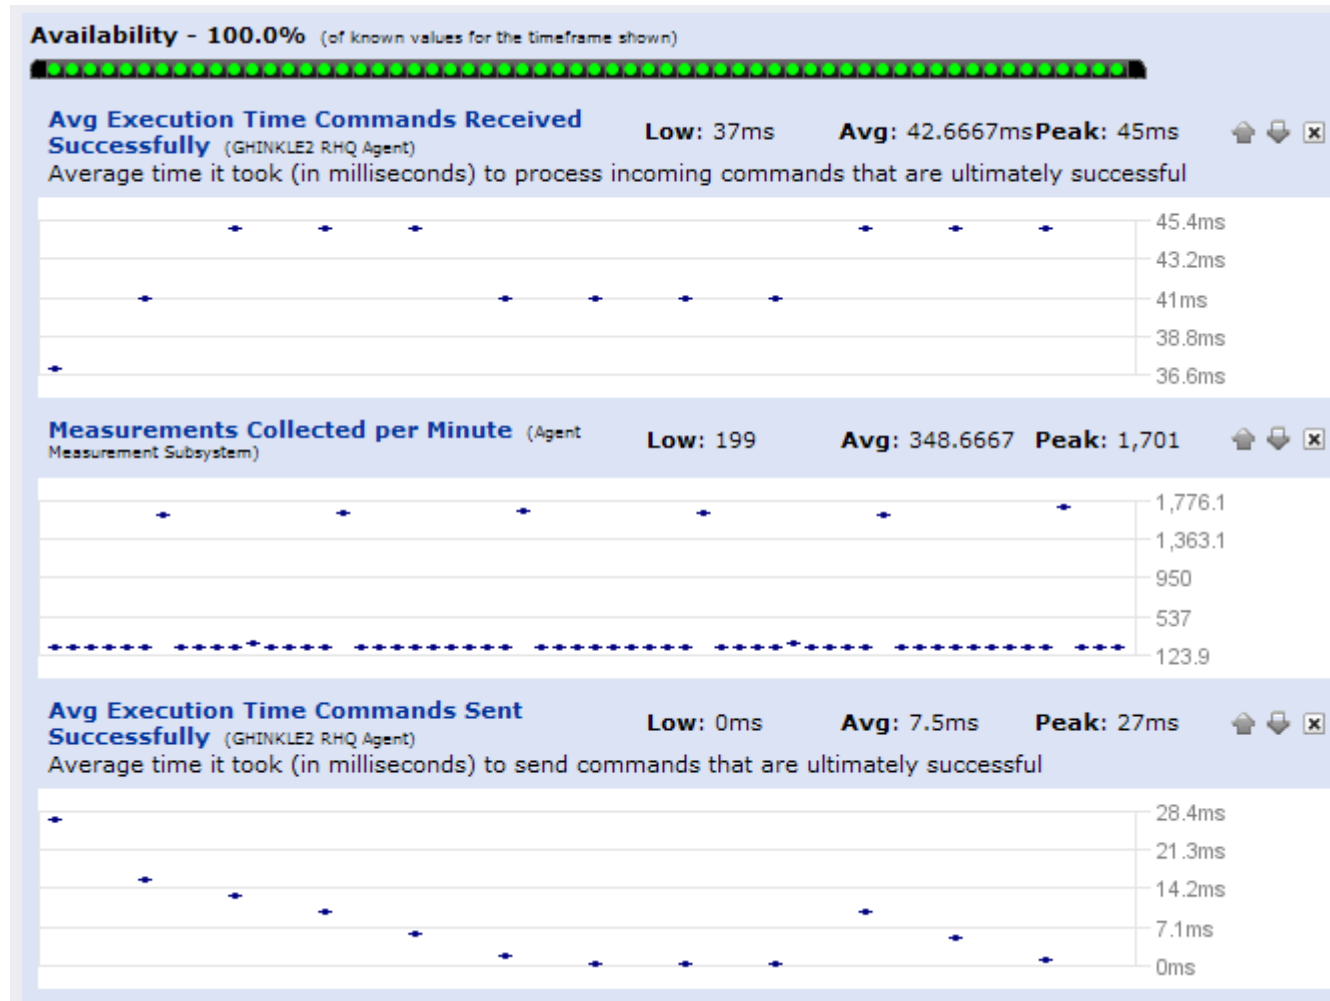 Availability - 100.0% (of known values for the timeframe shown)
Avg Execution Time Commands Received
Successfully (GHINKLE2 RHQ Agent)
Low: 37ms Avg: 42.6667ms Peak: 45ms
Average time it took (in milliseconds) to process incoming commands that are ultimately successful
45.4ms
43.2ms
41ms
38.8ms
36.6ms
Measurements Collected per Minute (Agent
Measurement Subsystem)
Low: 199 Avg: 348.6667 Peak: 1,701
1,776.1
1,363.1
950
537
123.9
Avg Execution Time Commands Sent
Successfully (GHINKLE2 RHQ Agent)
Low: 0ms Avg: 7.5ms Peak: 27ms
Average time it took (in milliseconds) to send commands that are ultimately successful
28.4ms
21.3ms
14.2ms
7.1ms
0ms